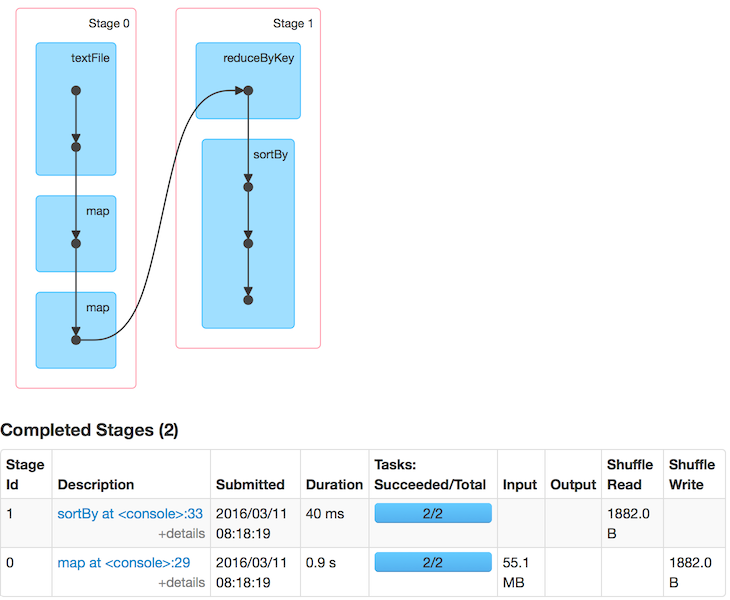 Stage 0
Stage 1
textFile
reduceByKey
sortBy
map
map
Completed Stages (2)
Stage Id Description Submitted Duration Tasks: Succeeded/Total Input Output Shuffle Read Shuffle Write
1 sortBy at <console>:33 +details 2016/03/11 08:18:19 40 ms 2/2 1882.0 B
0 map at <console>:29 +details 2016/03/11 08:18:19 0.9 s 2/2 55.1 MB 1882.0 B